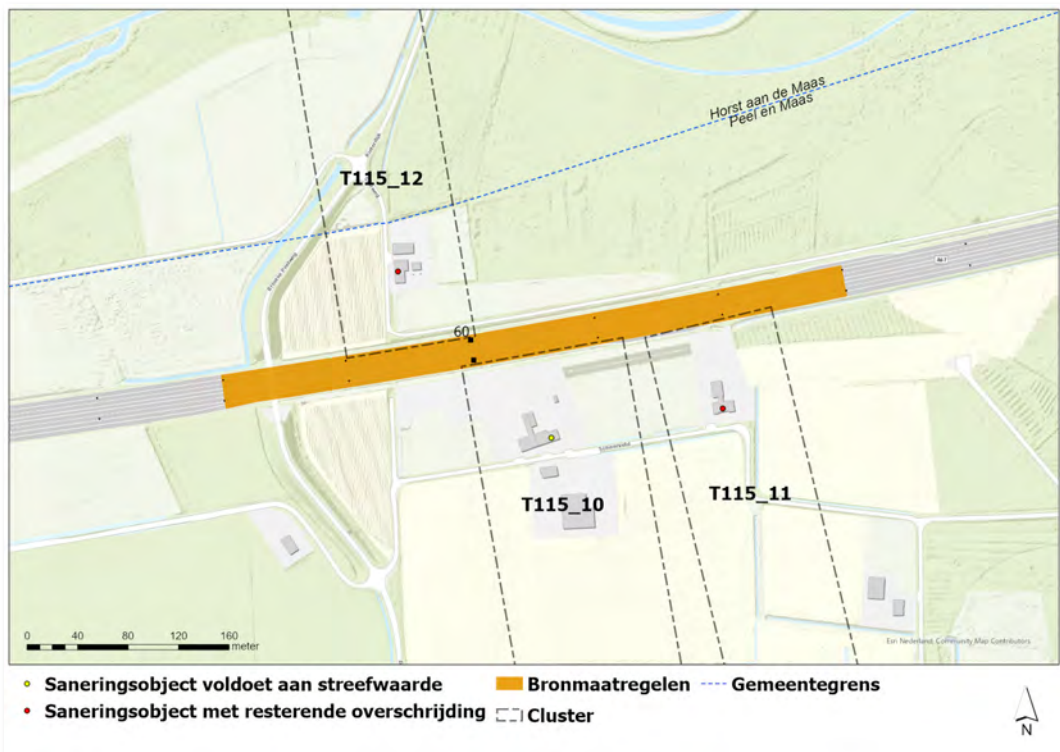 Horst aan de Maas
Peel en Maas
T115_12
60
T115_10
T115_11
0 40 80 120 160
meter
Esri Nederland, Community Map Contributors
Saneringsobject voldoet aan streefwaarde
Bronmaatregelen
Gemeentegrens
Saneringsobject met resterende overschrijding
Cluster
N